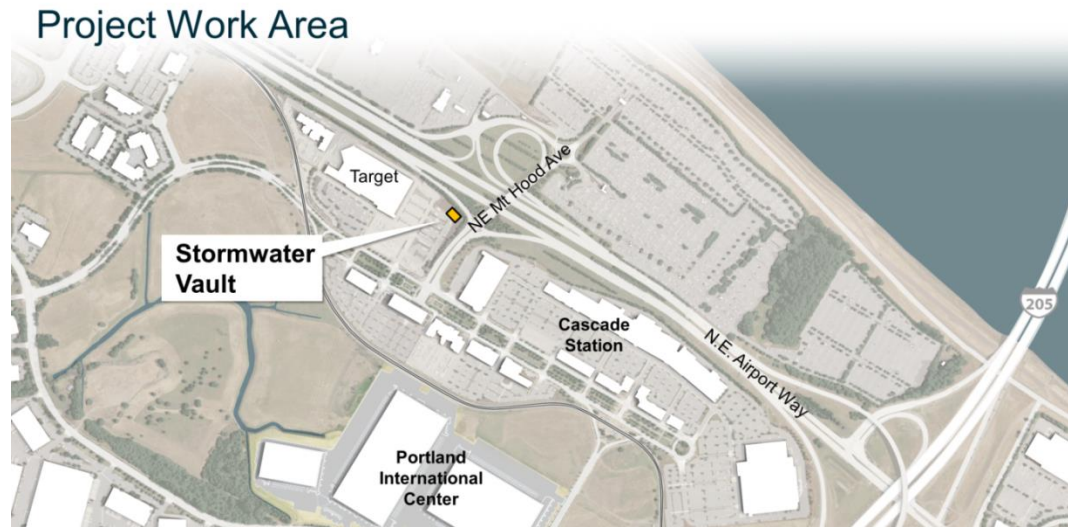 Project Work Area
Target
NE Mt Hood Ave
Stormwater
Vault
205
Cascade
Station
N.E. Airport Way
Portland
International
Center